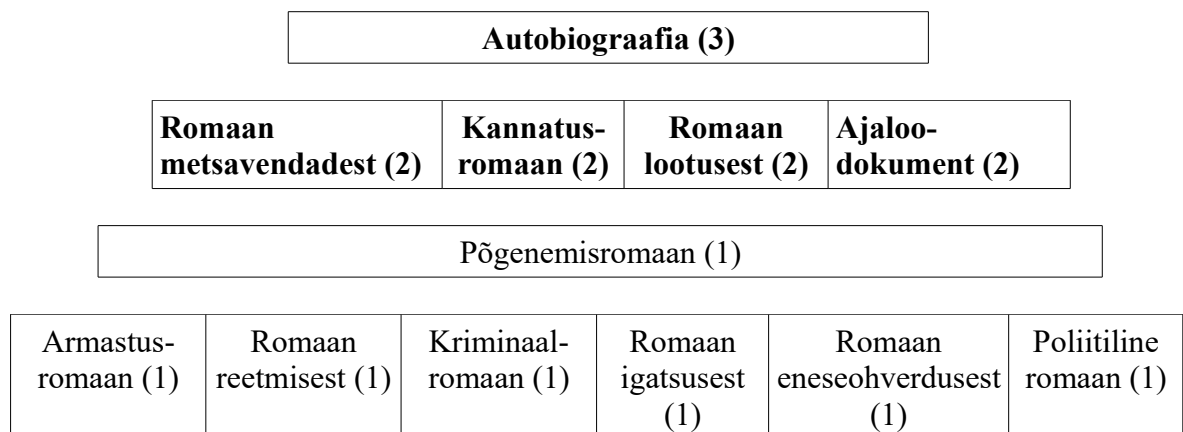 Autobiograafia (3)
Romaan
metsavendadest (2)
Kannatus-
romaan (2)
Romaan
lootusest (2)
Ajaloo-
dokument (2)
Põgenemisromaan (1)
Armastus-
romaan (1)
Romaan
reetmisest (1)
Kriminaal-
romaan (1)
Romaan
igatsusest
(1)
Romaan
eneseohverdusest
(1)
Poliitiline
romaan (1)